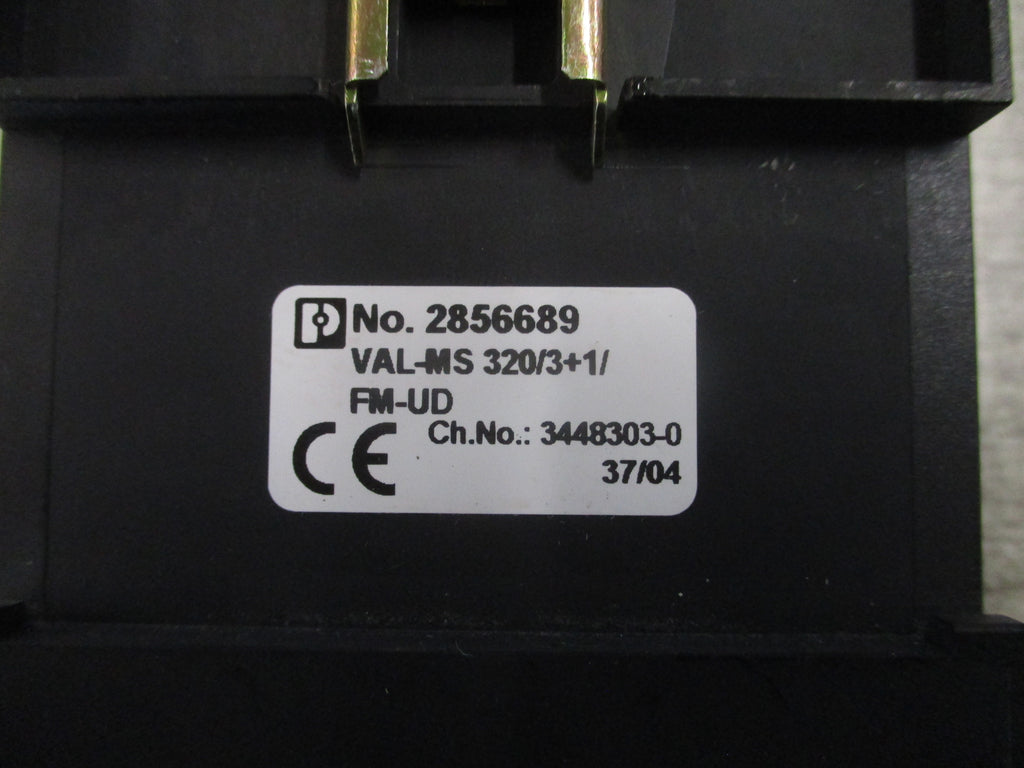 No. 2856689
VAL-MS 320/3+1/
FM-UD
CE
Ch.No.: 3448303-0
37/04